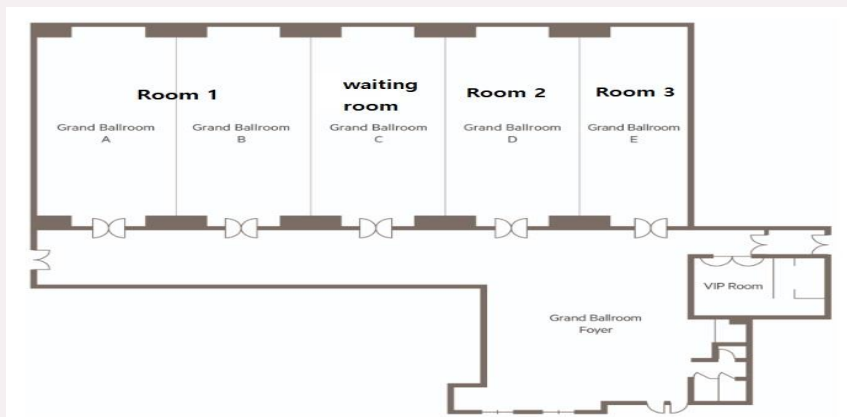 Room 1
waiting
room
Room 2
Room 3
Grand Ballroom
A
Grand Ballroom
B
Grand Ballroom
C
Grand Ballroom
D
Grand Ballroom
E
VIP Room
Grand Ballroom
Foyer